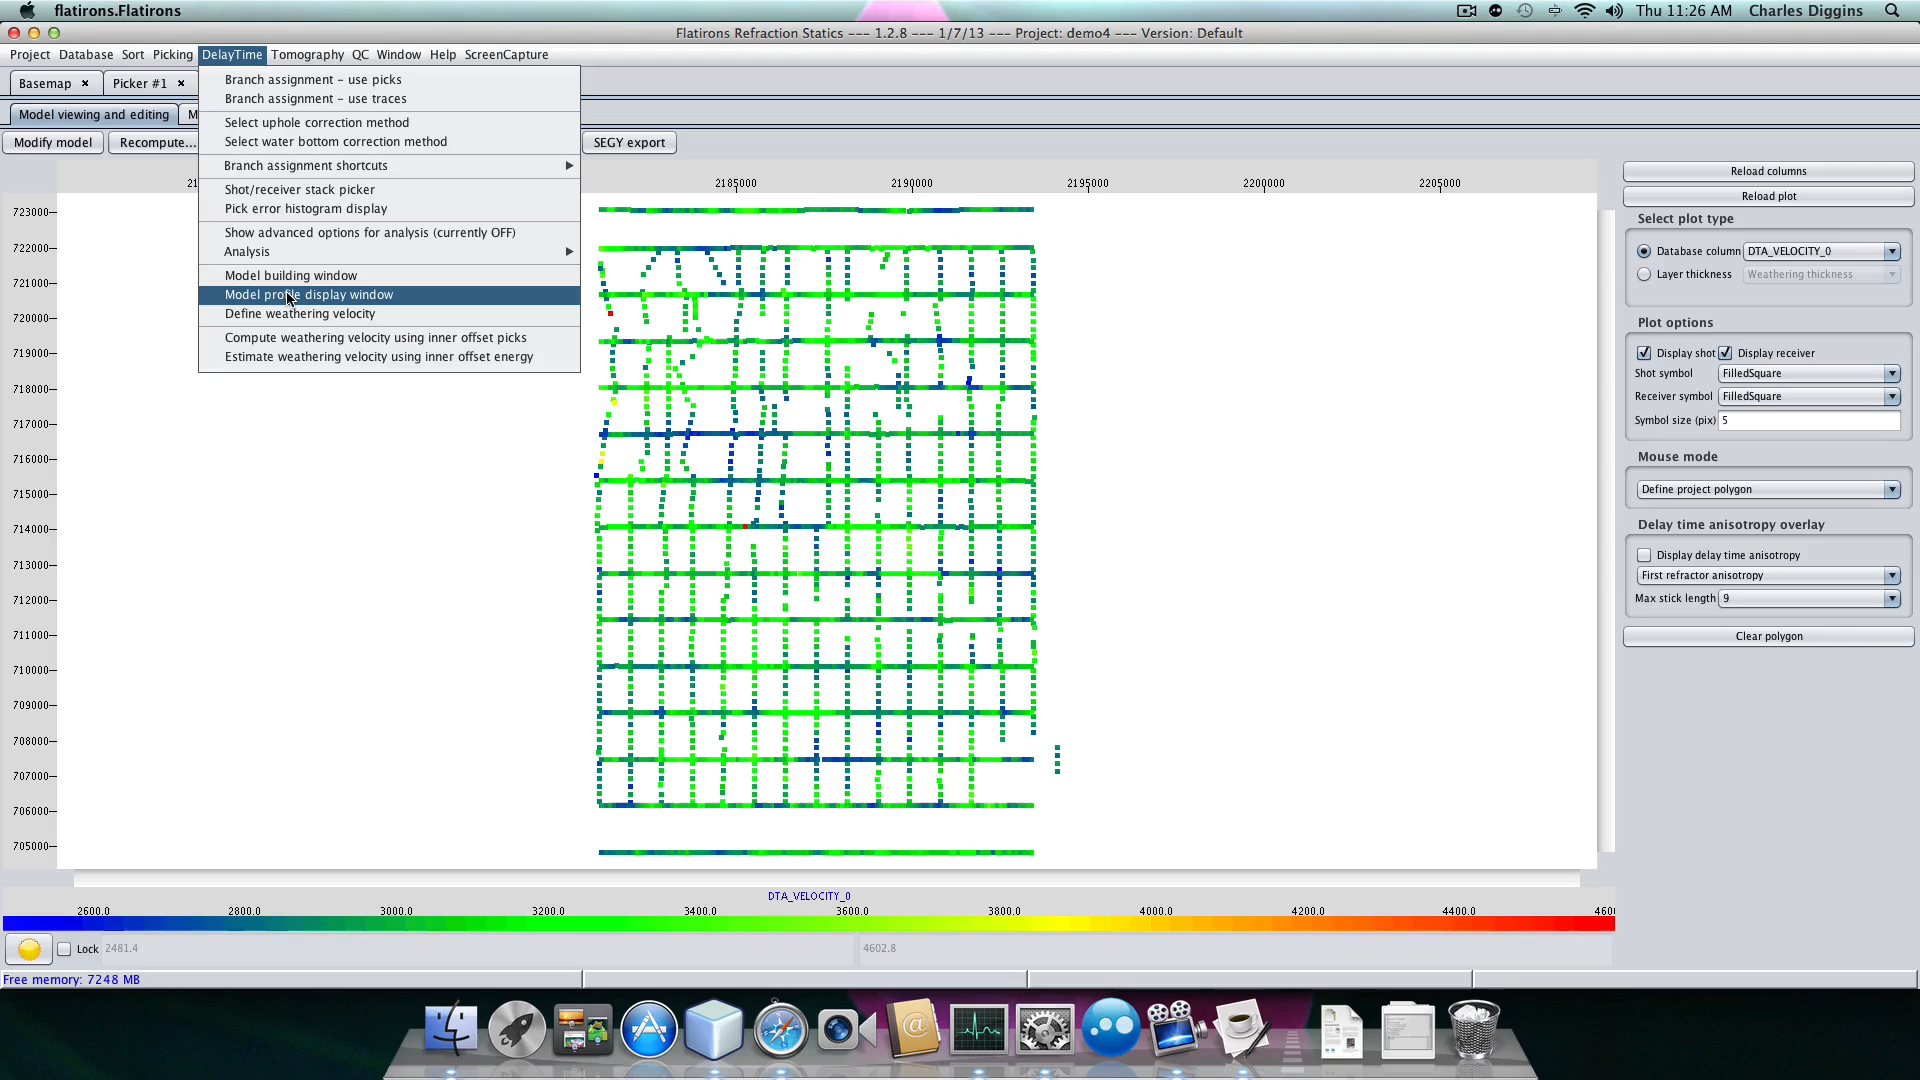 flatirons.Flatirons
Thu 11:26 AM Charles Diggins
Flatirons Refraction Statics --- 1.2.8 --- 1/7/13 --- Project: demo4 --- Version: Default
Project Database Sort Picking DelayTime Tomography QC Window Help ScreenCapture
Basemap × Picker #1 ×
Model viewing and editing M
Modify model Recompute... SEGY export
Branch assignment – use picks
Branch assignment – use traces
Select uphole correction method
Select water bottom correction method
Branch assignment shortcuts
Shot/receiver stack picker
Pick error histogram display
Show advanced options for analysis (currently OFF)
Analysis
Model building window
Model profile display window
Define weathering velocity
Compute weathering velocity using inner offset picks
Estimate weathering velocity using inner offset energy
21 2185000 2190000 2195000 2200000 2205000
723000
722000
721000
720000
719000
718000
717000
716000
715000
714000
713000
712000
711000
710000
709000
708000
707000
706000
705000
Reload columns
Reload plot
Select plot type
Database column DTA_VELOCITY_0
Layer thickness Weathering thickness
Plot options
Display shot Display receiver
Shot symbol FilledSquare
Receiver symbol FilledSquare
Symbol size (pix) 5
Mouse mode
Define project polygon
Delay time anisotropy overlay
Display delay time anisotropy
First refractor anisotropy
Max stick length 9
Clear polygon
DTA_VELOCITY_0
2600.0 2800.0 3000.0 3200.0 3400.0 3600.0 3800.0 4000.0 4200.0 4400.0 460
Lock 2481.4 4602.8
Free memory: 7248 MB